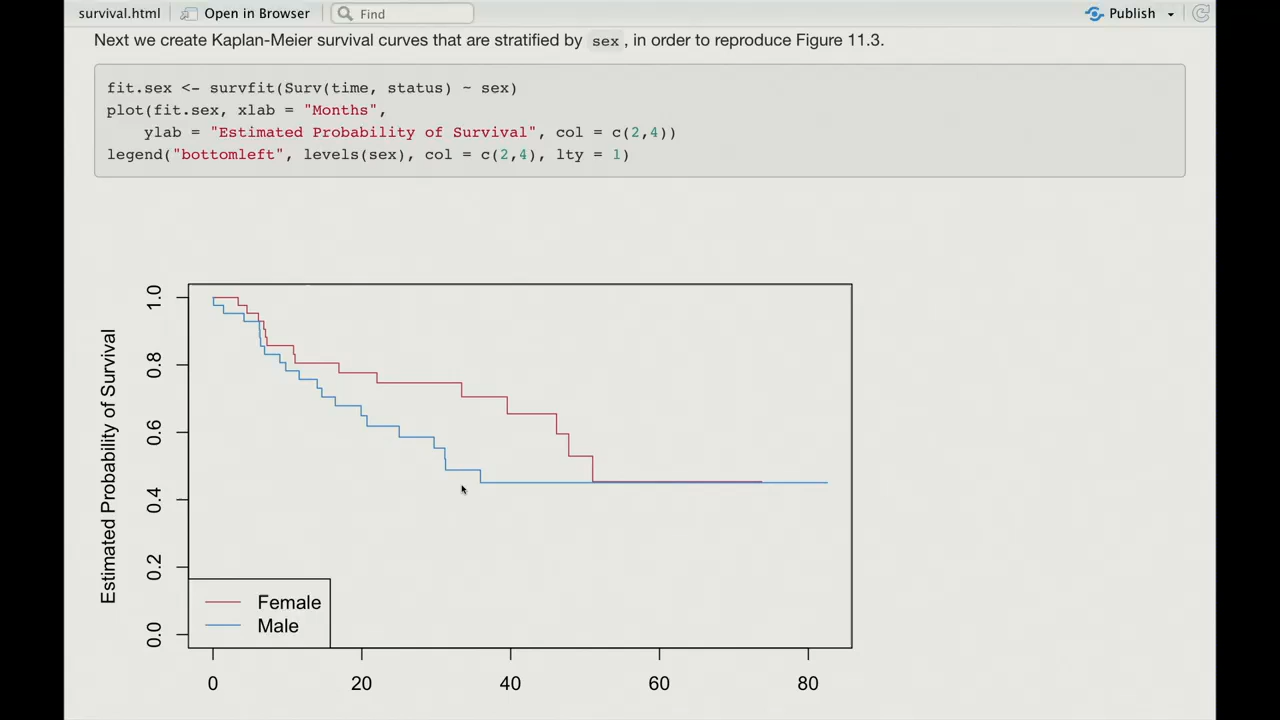 survival.html Open in Browser Find Publish
Next we create Kaplan-Meier survival curves that are stratified by sex, in order to reproduce Figure 11.3.
fit.sex <- survfit(Surv(time, status) ~ sex)
plot(fit.sex, xlab = "Months",
ylab = "Estimated Probability of Survival", col = c(2,4))
legend("bottomleft", levels(sex), col = c(2,4), lty = 1)
Estimated Probability of Survival
1.0
0.8
0.6
0.4
0.2
0.0
Female
Male
0 20 40 60 80